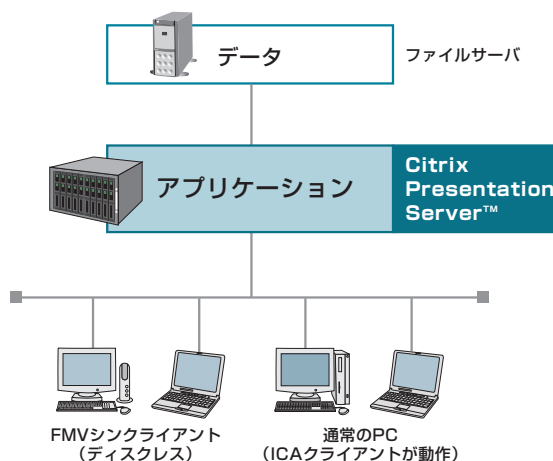 データ
ファイルサーバ
アプリケーション
Citrix
Presentation
Server™
FMVシンクライアント
（ディスクレス）
通常のPC
（ICAクライアントが動作）